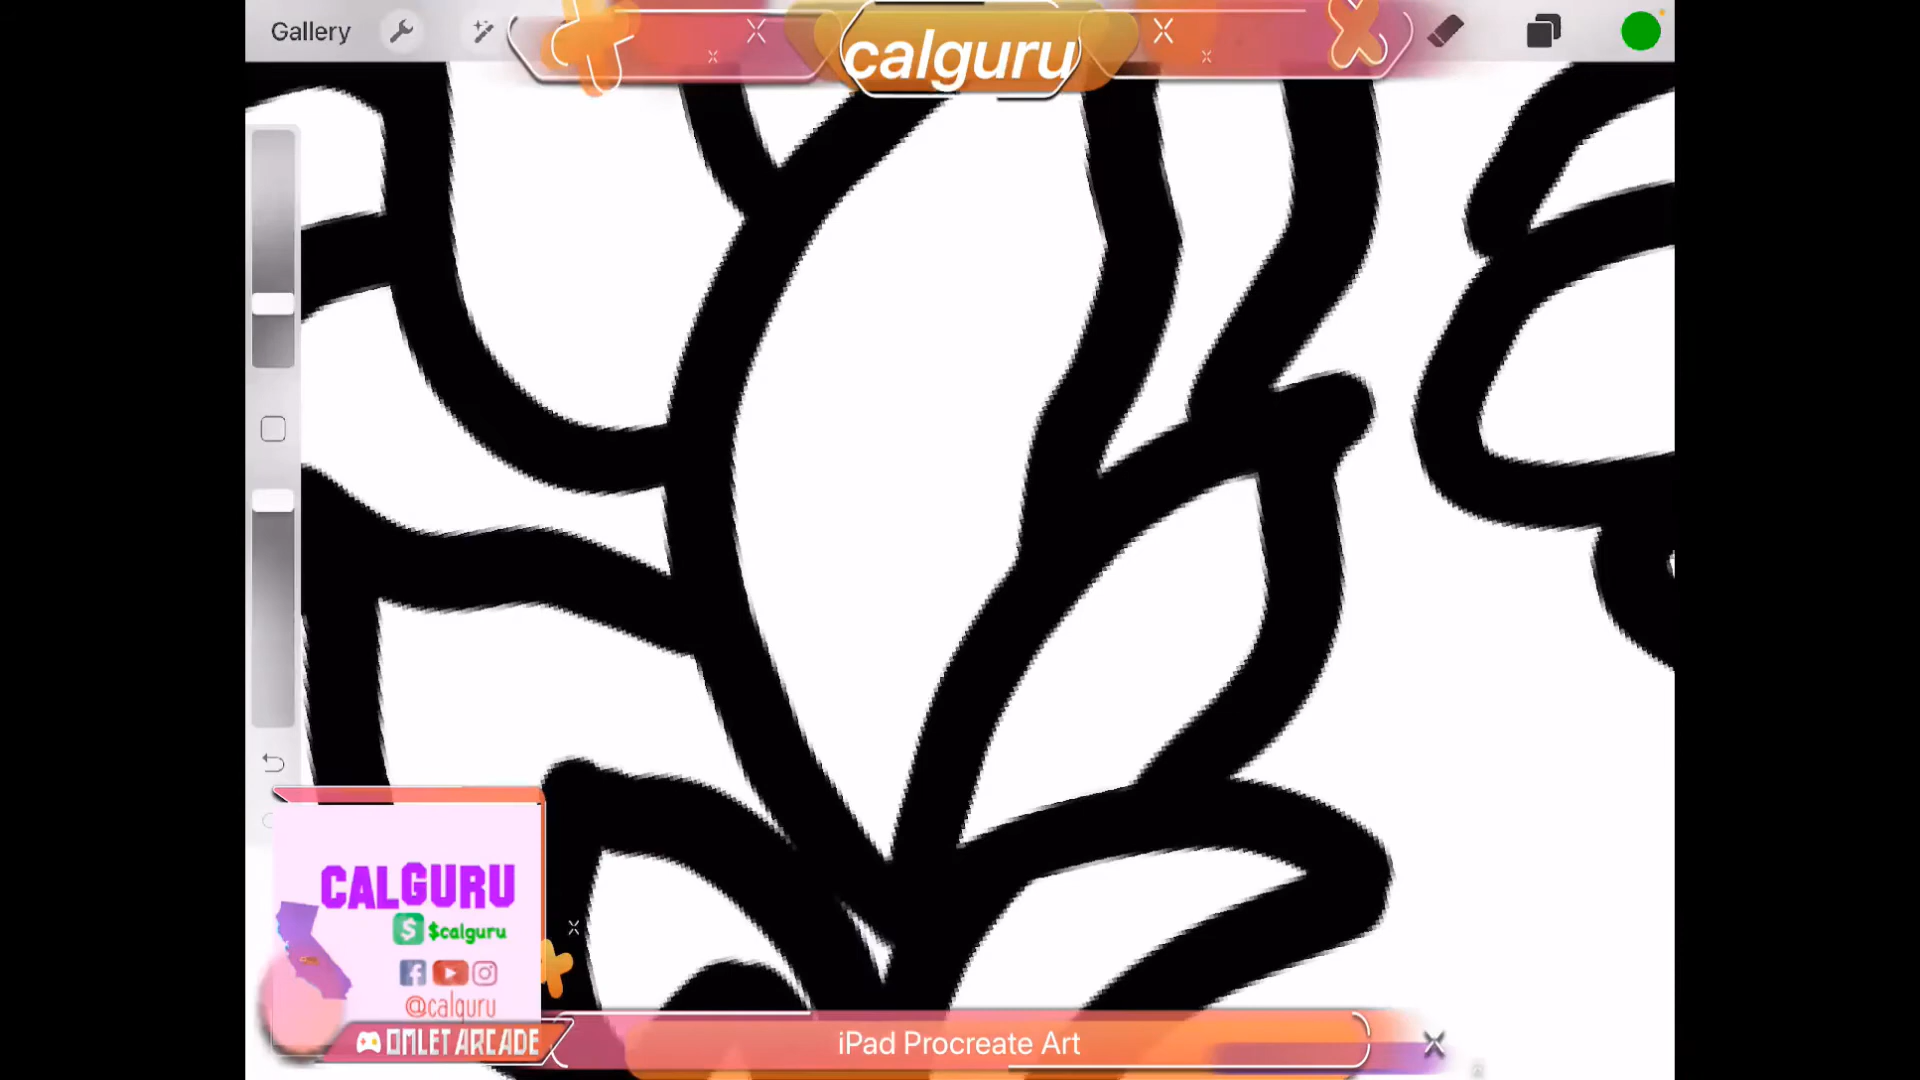 Gallery
calguru
CALGURU
$ $calguru
@calguru
OMLET ARCADE
iPad Procreate Art